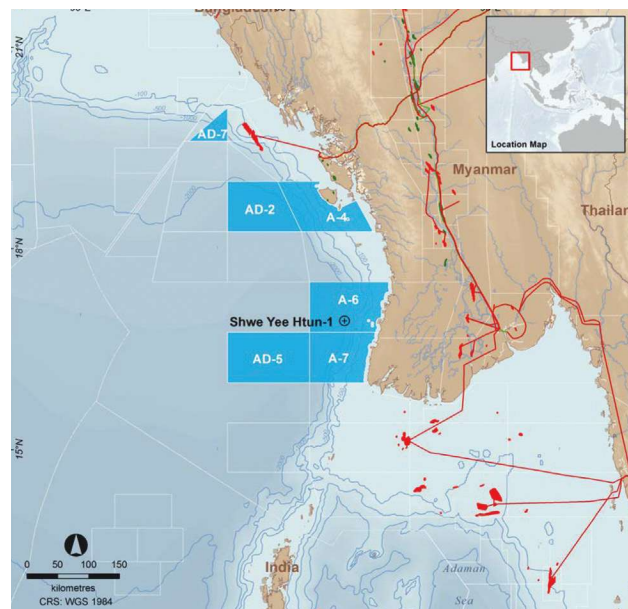 Bangladesh
21°N
AD-7
Location Map
Myanmar
Thailan
AD-2
A-4
18°N
A-6
Shwe Yee Htun-1
AD-5
A-7
15°N
India
Adaman
Sea
0
50
100
150
kilometres
CRS: WGS 1984